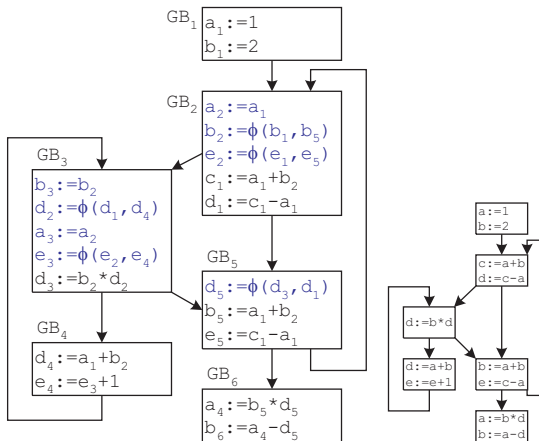 GB₁
a₁:=1
b₁:=2
GB₂
a₂:=a₁
b₂:=ϕ(b₁,b₅)
e₂:=ϕ(e₁,e₅)
c₁:=a₁+b₂
d₁:=c₁-a₁
GB₃
b₃:=b₂
d₂:=ϕ(d₁,d₄)
a₃:=a₂
e₃:=ϕ(e₂,e₄)
d₃:=b₂*d₂
GB₄
d₄:=a₁+b₂
e₄:=e₃+1
GB₅
d₅:=ϕ(d₃,d₁)
b₅:=a₁+b₂
e₅:=c₁-a₁
GB₆
a₄:=b₅*d₅
b₆:=a₄-d₅
a:=1
b:=2
c:=a+b
d:=c-a
d:=b*d
d:=a+b
e:=e+1
b:=a+b
e:=c-a
a:=b*d
b:=a-d